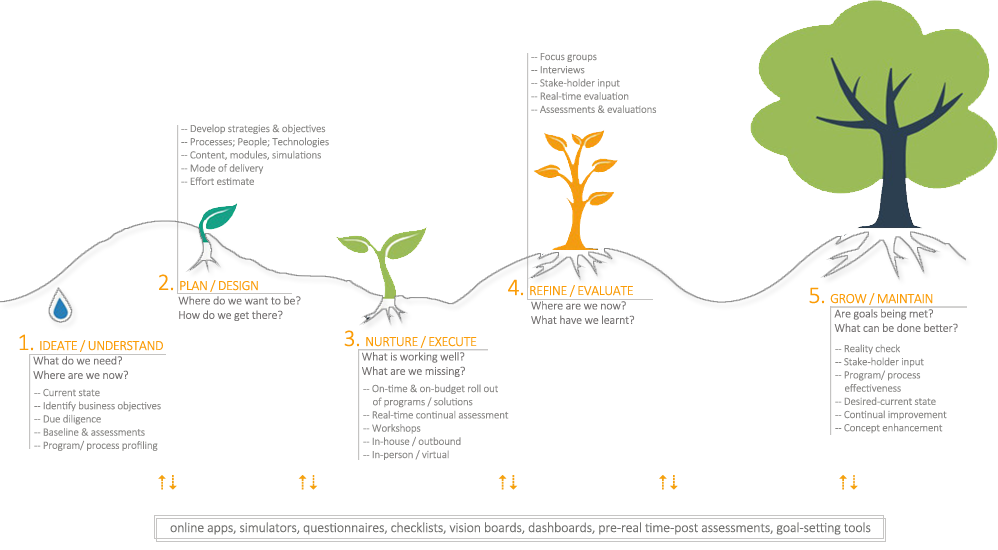 1. IDEATE / UNDERSTAND
What do we need?
Where are we now?
-- Current state
-- Identify business objectives
-- Due diligence
-- Baseline & assessments
-- Program/ process profiling
-- Develop strategies & objectives
-- Processes; People; Technologies
-- Content, modules, simulations
-- Mode of delivery
-- Effort estimate
2. PLAN / DESIGN
Where do we want to be?
How do we get there?
3. NURTURE / EXECUTE
What is working well?
What are we missing?
-- On-time & on-budget roll out
of programs / solutions
-- Real-time continual assessment
-- Workshops
-- In-house / outbound
-- In-person / virtual
-- Focus groups
-- Interviews
-- Stake-holder input
-- Real-time evaluation
-- Assessments & evaluations
4. REFINE / EVALUATE
Where are we now?
What have we learnt?
5. GROW / MAINTAIN
Are goals being met?
What can be done better?
-- Reality check
-- Stake-holder input
-- Program/ process
effectiveness
-- Desired-current state
-- Continual improvement
-- Concept enhancement
online apps, simulators, questionnaires, checklists, vision boards, dashboards, pre-real time-post assessments, goal-setting tools